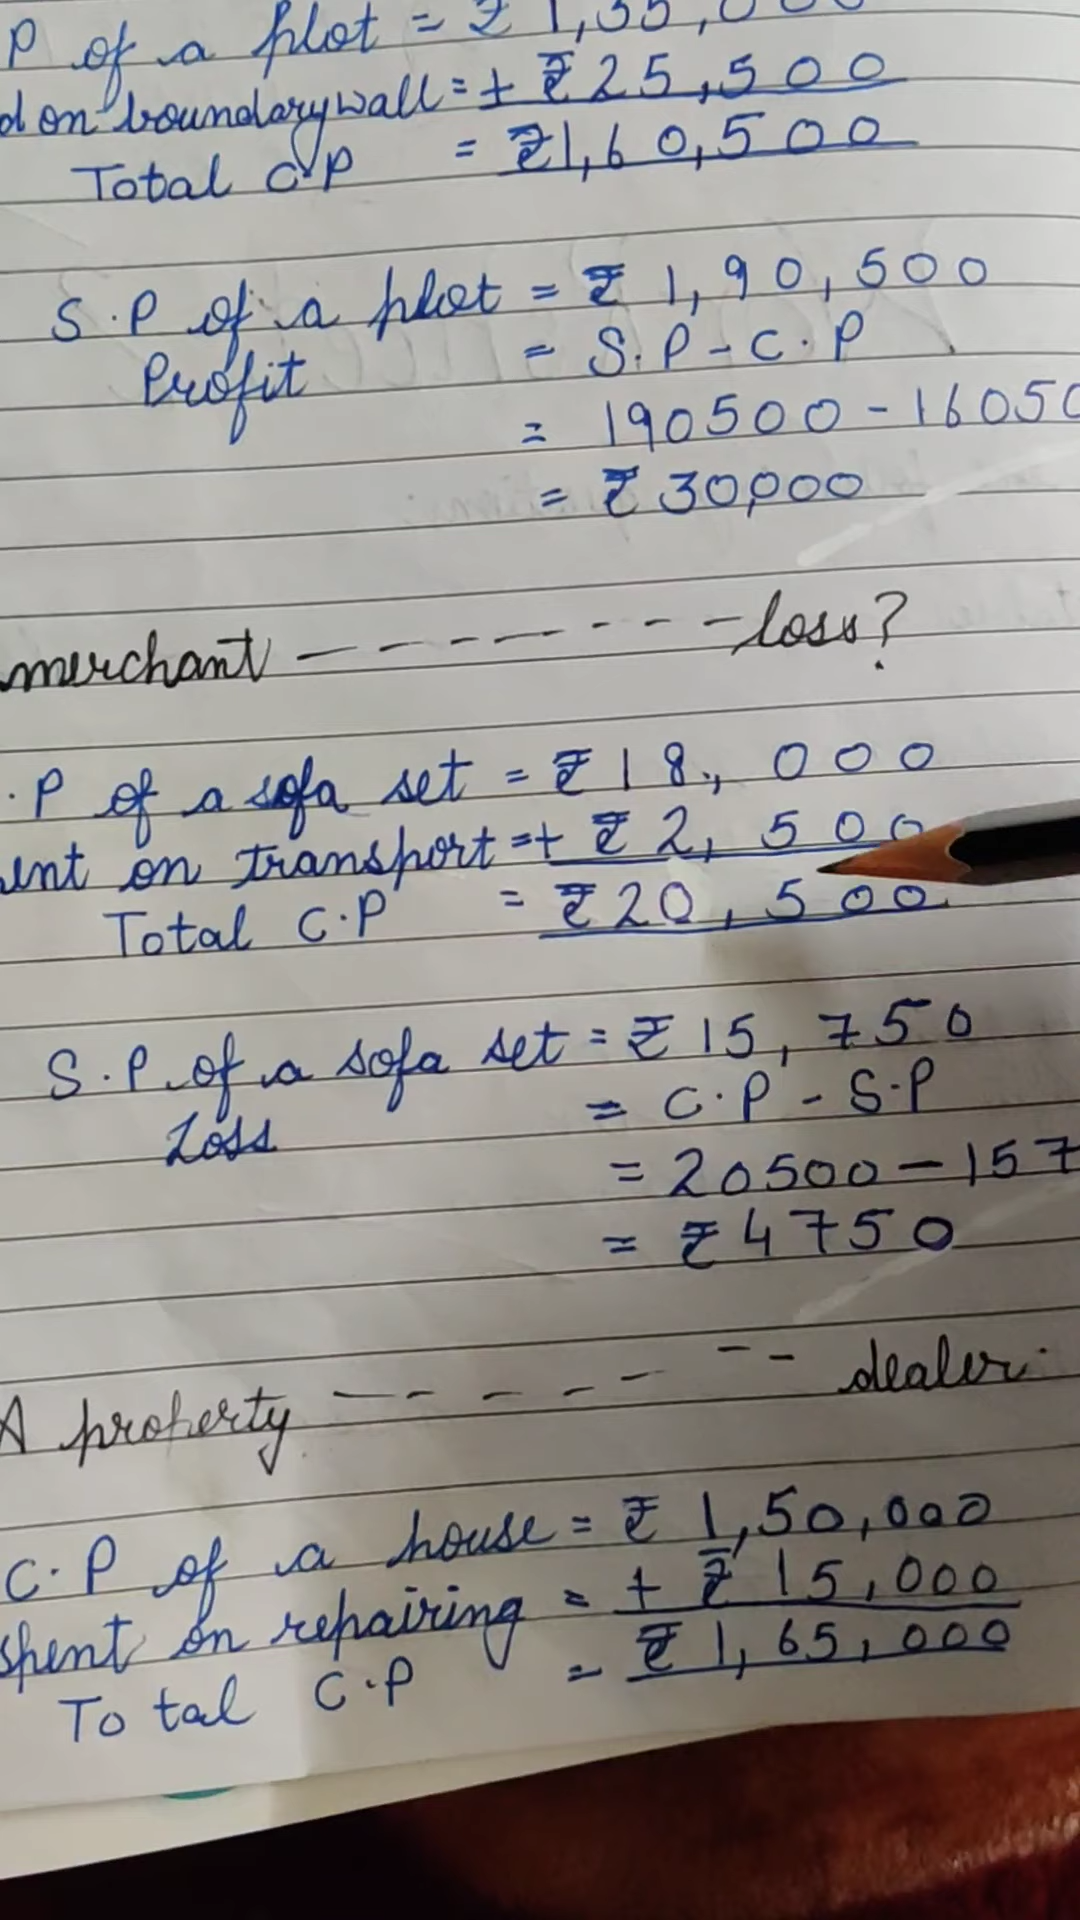 P of a plot = ₹ 1,35,000
d on boundary wall = + ₹ 25,500
Total C.P = ₹1,60,500
S.P of a plot = ₹ 1,90,500
Profit = S.P - C.P
= 190500 - 16050
= ₹ 30,000
merchant - - - - - - - loss?
.P of a sofa set = ₹ 18,000
ent on transport = + ₹ 2,500
Total C.P = ₹20,500
S.P. of a sofa set = ₹ 15,750
Loss = C.P - S.P
= 20500 - 157
= ₹ 4750
A property - - - - - - - dealer.
C.P of a house = ₹ 1,50,000
spent on repairing = + ₹ 15,000
Total C.P = ₹ 1,65,000